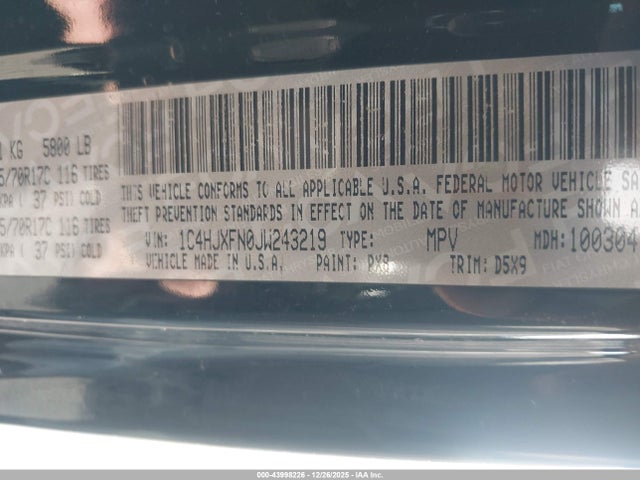 KG 5800 LB
/70R17C 116 TIRES
KPA ( 37 PSI) COLD
/70R17C 116 TIRES
KPA ( 37 PSI) COLD
THIS VEHICLE CONFORMS TO ALL APPLICABLE U.S.A. FEDERAL MOTOR VEHICLE SA
THEFT PREVENTION STANDARDS IN EFFECT ON THE DATE OF MANUFACTURE SHOWN A
VIN: 1C4HJXFN0JW243219 TYPE: MPV MDH: 100304
VEHICLE MADE IN U.S.A. PAINT: PX8 TRIM: D5X9
000-43998226 - 12/26/2025 - IAA Inc.